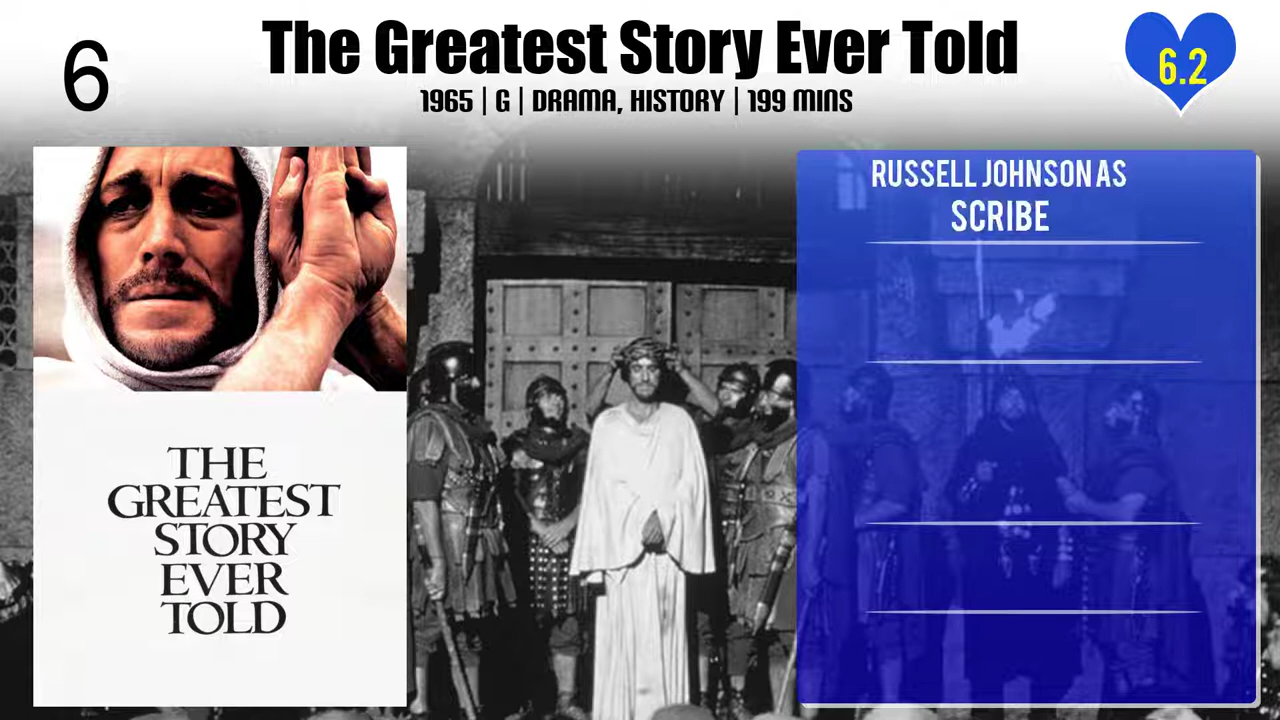 6
The Greatest Story Ever Told
1965 | G | DRAMA, HISTORY | 199 MINS
6.2
RUSSELL JOHNSON AS
SCRIBE
THE
GREATEST
STORY
EVER
TOLD